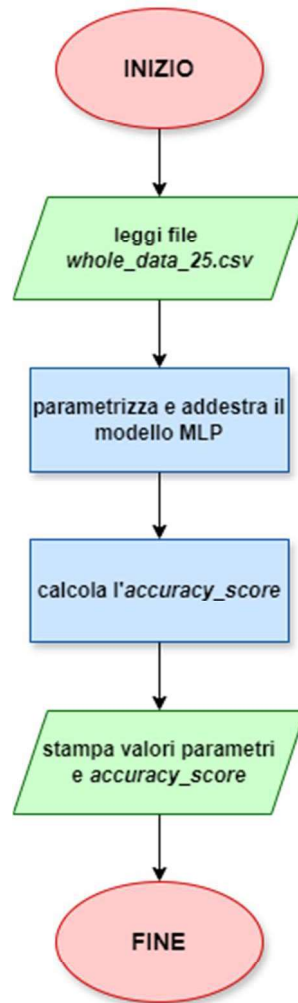 INIZIO
leggi file
whole_data_25.csv
parametrizza e addestra il
modello MLP
calcola l'accuracy_score
stampa valori parametri
e accuracy_score
FINE